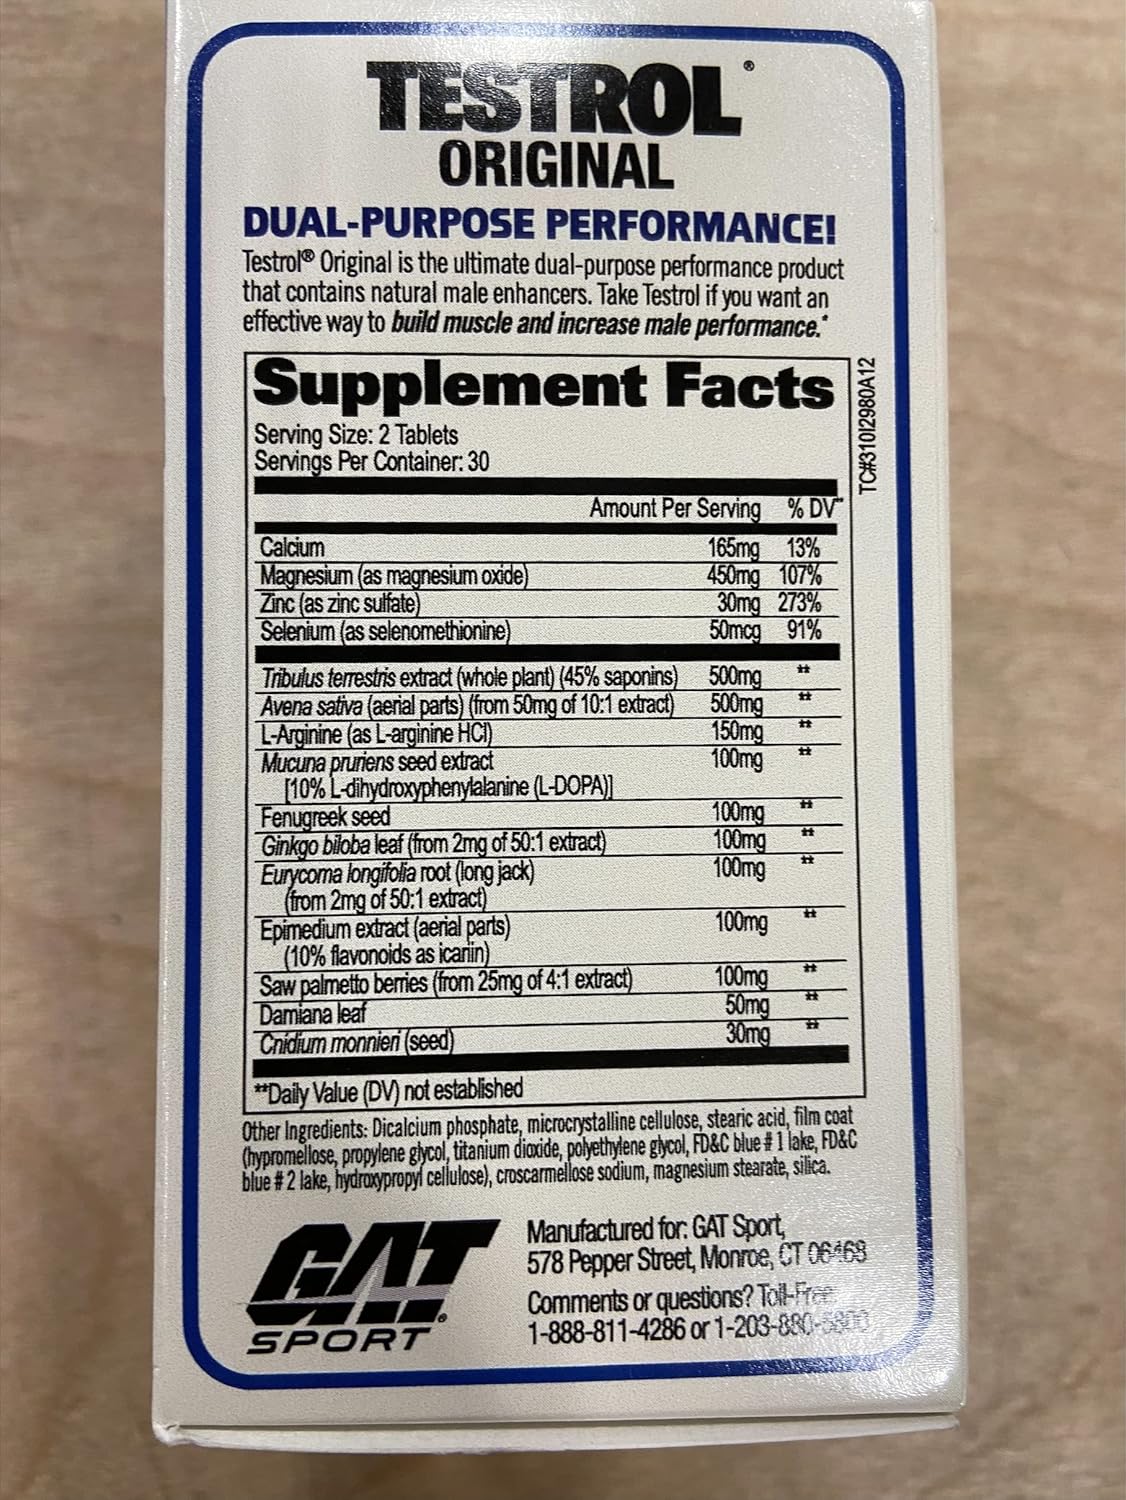 TESTROL®
ORIGINAL
DUAL-PURPOSE PERFORMANCE!
Testrol® Original is the ultimate dual-purpose performance product
that contains natural male enhancers. Take Testrol if you want an
effective way to build muscle and increase male performance.*
Supplement Facts
Serving Size: 2 Tablets
Servings Per Container: 30
Amount Per Serving % DV**
Calcium 165mg 13%
Magnesium (as magnesium oxide) 450mg 107%
Zinc (as zinc sulfate) 30mg 273%
Selenium (as selenomethionine) 50mcg 91%
Tribulus terrestris extract (whole plant) (45% saponins) 500mg **
Avena sativa (aerial parts) (from 50mg of 10:1 extract) 500mg **
L-Arginine (as L-arginine HCl) 150mg **
Mucuna pruriens seed extract 100mg **
[10% L-dihydroxyphenylalanine (L-DOPA)]
Fenugreek seed 100mg **
Ginkgo biloba leaf (from 2mg of 50:1 extract) 100mg **
Eurycoma longifolia root (long jack) 100mg **
(from 2mg of 50:1 extract)
Epimedium extract (aerial parts) 100mg **
(10% flavonoids as icariin)
Saw palmetto berries (from 25mg of 4:1 extract) 100mg **
Damiana leaf 50mg **
Cnidium monnieri (seed) 30mg **
**Daily Value (DV) not established
TC#310I2980A12
Other Ingredients: Dicalcium phosphate, microcrystalline cellulose, stearic acid, film coat
(hypromellose, propylene glycol, titanium dioxide, polyethylene glycol, FD&C blue # 1 lake, FD&C
blue # 2 lake, hydroxypropyl cellulose), croscarmellose sodium, magnesium stearate, silica.
GAT®
SPORT
Manufactured for: GAT Sport,
578 Pepper Street, Monroe, CT 06468
Comments or questions? Toll-Free
1-888-811-4286 or